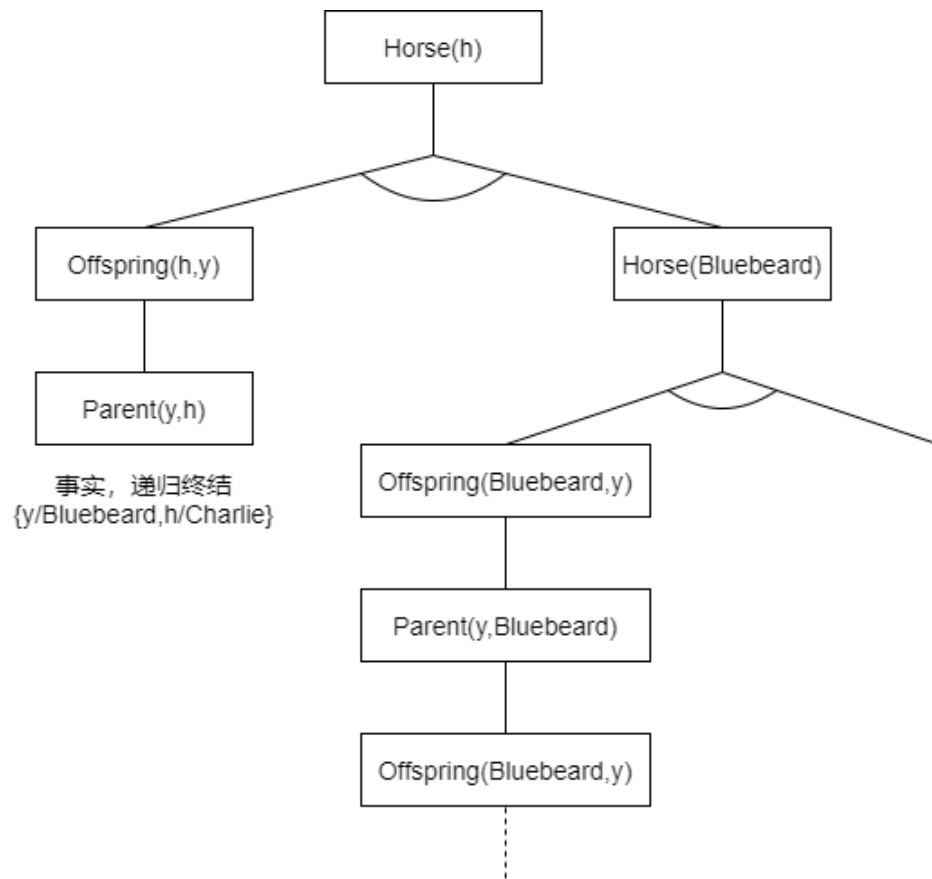 Horse(h)
Offspring(h,y)
Horse(Bluebeard)
Parent(y,h)
事实，递归终结
{y/Bluebeard,h/Charlie}
Offspring(Bluebeard,y)
Parent(y,Bluebeard)
Offspring(Bluebeard,y)